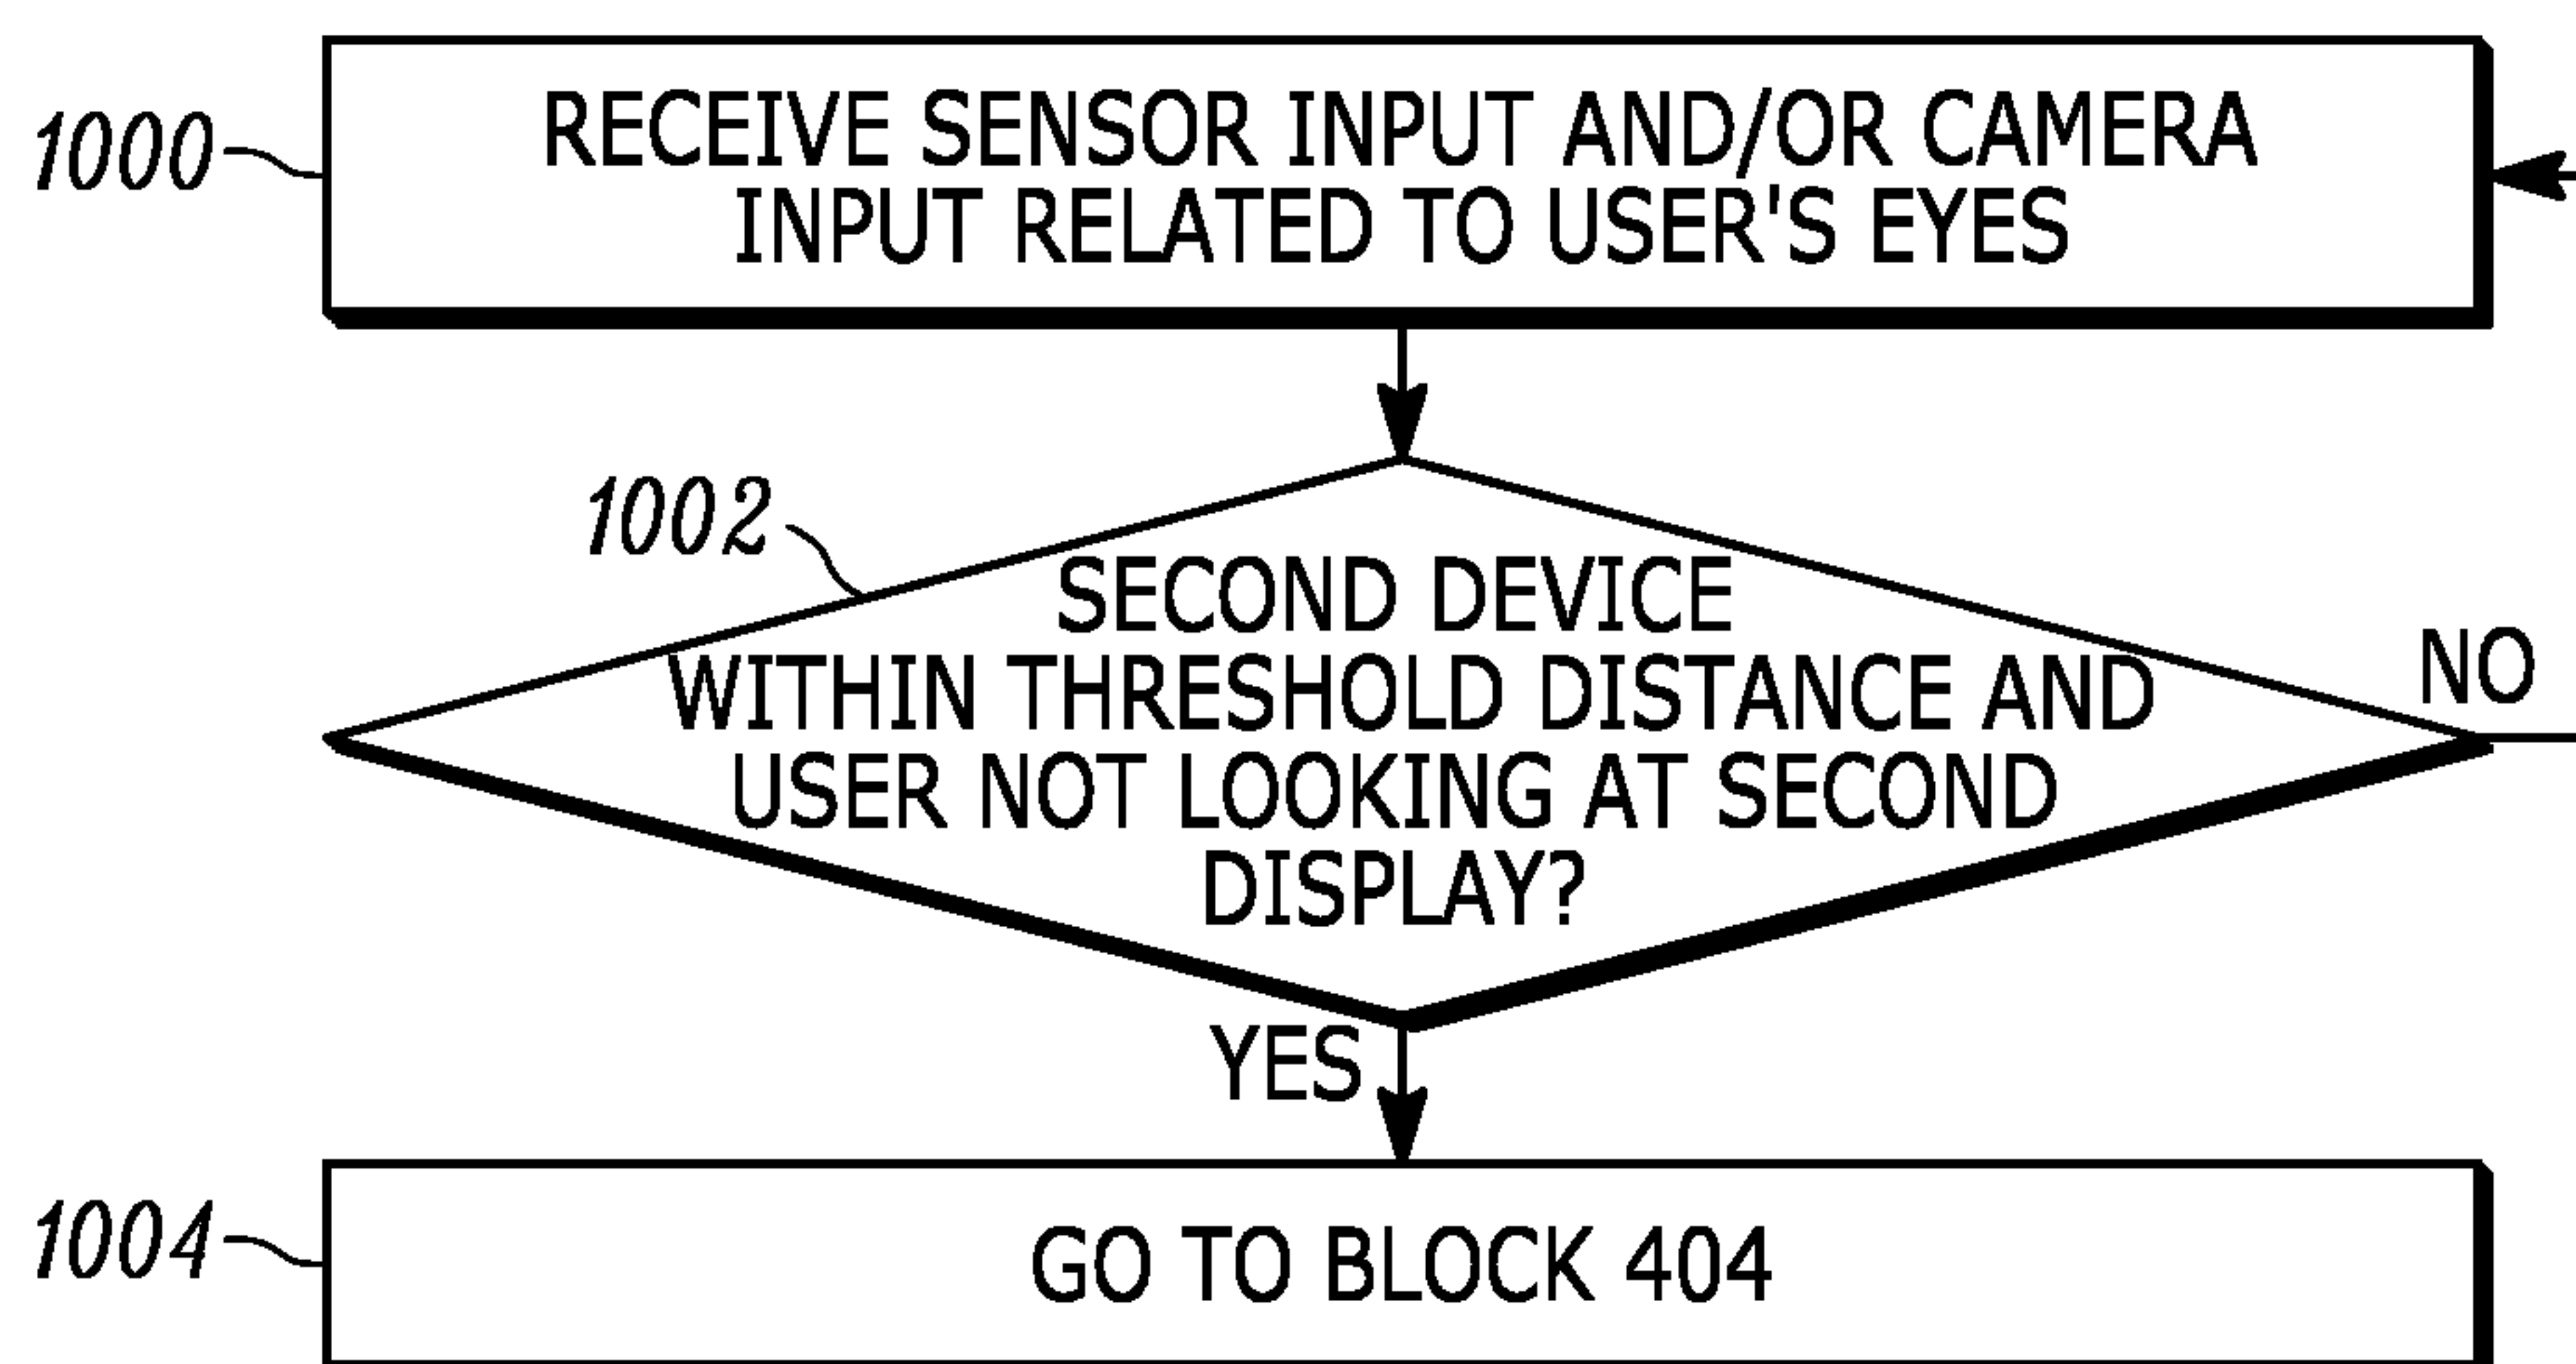 1000
RECEIVE SENSOR INPUT AND/OR CAMERA
INPUT RELATED TO USER'S EYES
1002
SECOND DEVICE
WITHIN THRESHOLD DISTANCE AND
USER NOT LOOKING AT SECOND
DISPLAY?
NO
YES
1004
GO TO BLOCK 404